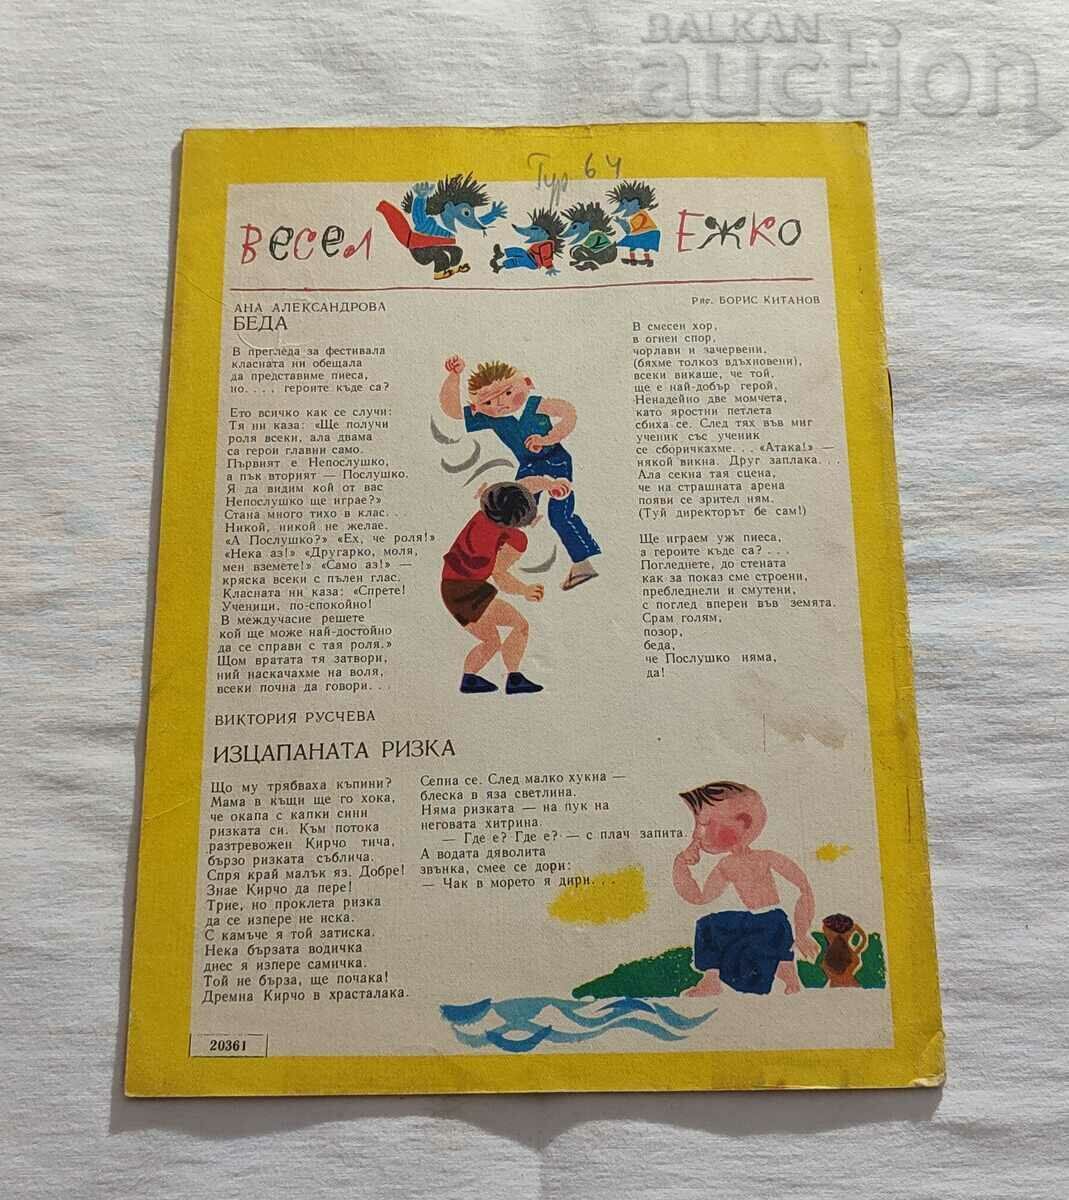 BALKAN
auction
Тур 64
Весел Ежко
АНА АЛЕКСАНДРОВА
БЕДА
Рис. БОРИС КИТАНОВ
В прегледа за фестивала
класната ни обещала
да представиме пиеса,
но. . . , героите къде са?
Ето всичко как се случи:
Тя ни каза: «Ще получи
роля всеки, ала двама
са герои главни само.
Първият е Непослушко,
а пък вторият — Послушко.
Я да видим кой от вас
Непослушко ще играе?»
Стана много тихо в клас. . .
Никой, никой не желае.
«А Послушко?» «Ех, че роля!»
«Нека аз!» «Другарко, моля,
мен вземете!» «Само аз!» —
кряска всеки с пълен глас.
Класната ни каза: «Спрете!
Ученици, по-спокойно!
В междучасие решете
кой ще може най-достойно
да се справи с тая роля.»
Щом вратата тя затвори,
ний наскачахме на воля,
всеки почна да говори. . .
В смесен хор,
в огнен спор,
чорлави и зачервени,
(бяхме толкоз вдъхновени),
всеки викаше, че той,
ще е най-добър герой,
Ненадейно две момчета,
като яростни петлета
сбиха се. След тях във миг
ученик със ученик
се сборичкахме. . . «Атака!» —
някой викна. Друг заплака. . .
Ала секна тая сцена,
че на страшната арена
появи се зрител ням.
(Туй директорът бе сам!)
Ще играем уж пиеса,
а героите къде са? . . .
Погледнете, до стената
как за показ сме строени,
пребледнели и смутени,
с поглед вперен във земята.
Срам голям,
позор,
беда,
че Послушко няма,
да!
ВИКТОРИЯ РУСЧЕВА
ИЗЦАПАНАТА РИЗКА
Що му трябваха къпини?
Мама в къщи ще го хока,
че окапа с капки сини
ризката си. Към потока
разтревожен Кирчо тича,
бързо ризката съблича.
Спря край малък яз. Добре!
Знае Кирчо да пере!
Трие, но проклета ризка
да се изпере не иска.
С камъче я той затиска.
Нека бързата водичка
днес я изпере самичка.
Той не бърза, ще почака!
Дремна Кирчо в храсталака.
Сепна се. След малко хукна —
блеска в яза светлина.
Няма ризката — на пук на
неговата хитрина.
— Где е? Где е? — с плач запита.
А водата дяволита
звънка, смее се дори:
— Чак в морето я дири. . .
20361